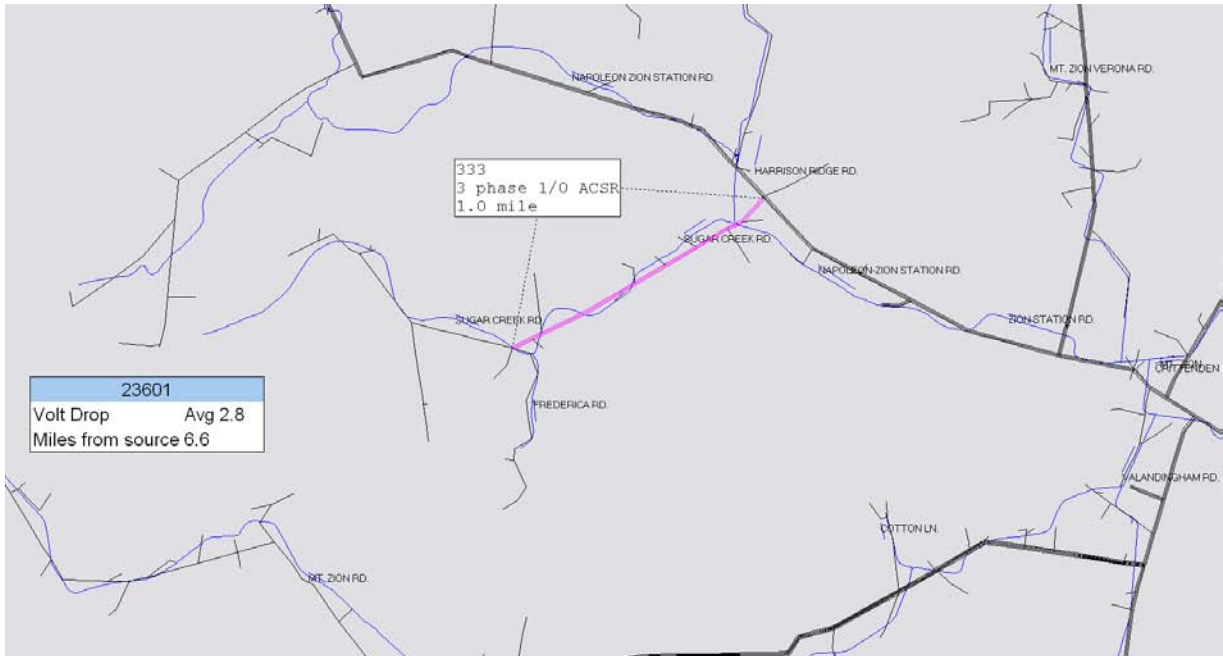 NAPOLEON ZION STATION RD.
MT. ZION VERONA RD.
333
3 phase 1/0 ACSR
1.0 mile
HARRISON RIDGE RD.
SUGAR CREEK RD.
NAPOLEON-ZION STATION RD.
SUGAR CREEK RD.
ZION-STATION RD.
CRITTENDEN
23601
Volt Drop Avg 2.8
Miles from source 6.6
FREDERICA RD.
VALANDINGHAM RD.
COTTON LN.
MT. ZION RD.